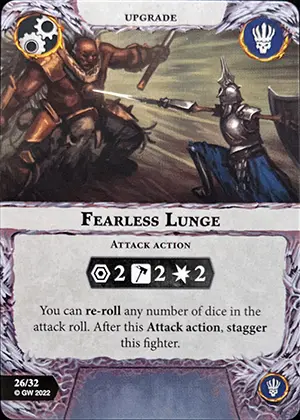 UPGRADE
FEARLESS LUNGE
ATTACK ACTION
2 2 2
You can re-roll any number of dice in the
attack roll. After this Attack action, stagger
this fighter.
26/32
© GW 2022